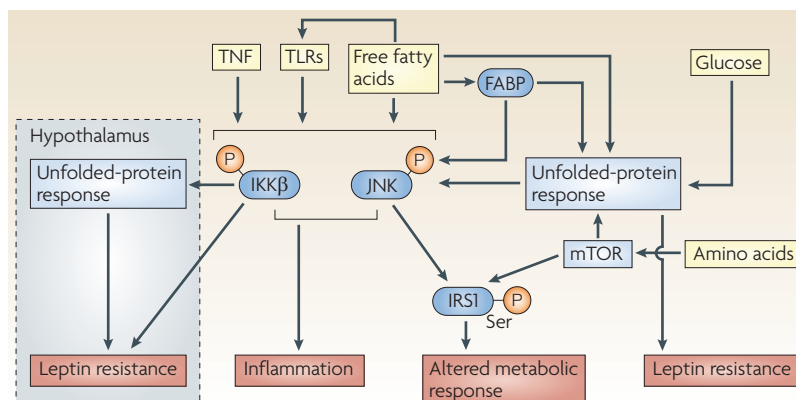 TNF
TLRs
Free fatty
acids
FABP
Glucose
Hypothalamus
P
P
Unfolded-protein
response
IKKβ
JNK
Unfolded-protein
response
mTOR
Amino acids
IRS1
P
Ser
Leptin resistance
Inflammation
Altered metabolic
response
Leptin resistance